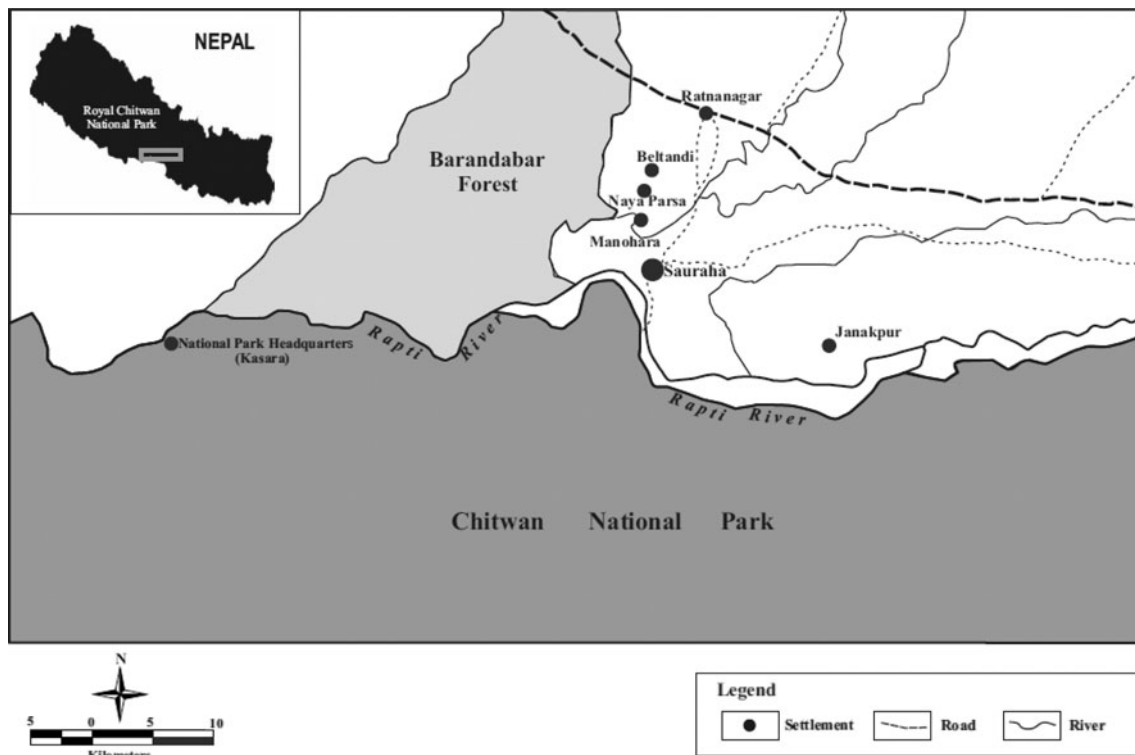 NEPAL
Royal Chitwan
National Park
Ratnanagar
Barandabar
Forest
Beltandi
Naya Parsa
Manohara
Sauraha
Janakpur
National Park Headquarters
(Kasara)
Rapti River
Rapti River
Chitwan National Park
N
5 0 5 10
Kilometers
Legend
Settlement
Road
River